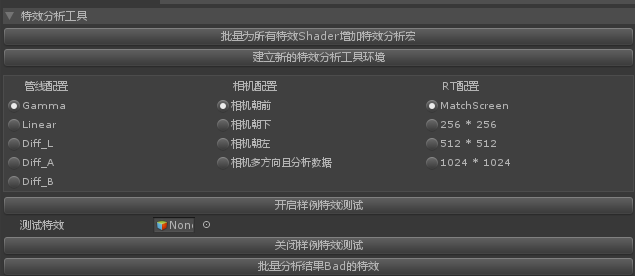 特效分析工具
批量为所有特效Shader增加特效分析宏
建立新的特效分析工具环境
管线配置 相机配置 RT配置
Gamma 相机朝前 MatchScreen
Linear 相机朝下 256 * 256
Diff_L 相机朝左 512 * 512
Diff_A 相机多方向且分析数据 1024 * 1024
Diff_B
开启样例特效测试
测试特效 None
关闭样例特效测试
批量分析结果Bad的特效